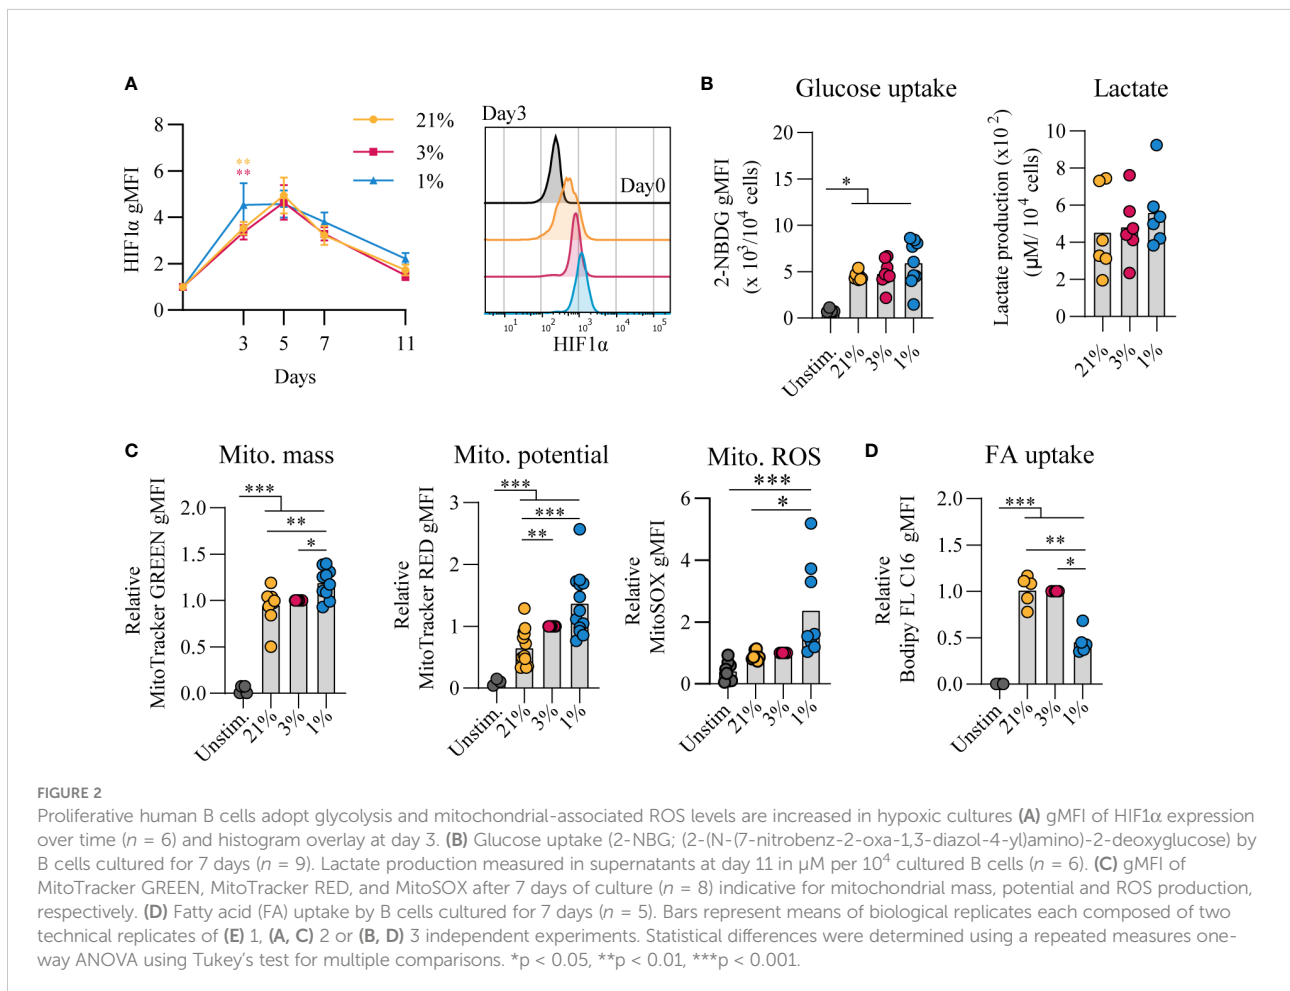 A
8
6
4
2
0
HIF1α gMFI
**
**
3
5
7
11
Days
21%
3%
1%
Day3
Day0
10¹
10²
10³
10⁴
10⁵
HIF1α
B
Glucose uptake
2-NBDG gMFI
(x 10³/10⁴ cells)
20
15
10
5
0
*
Unstim.
21%
3%
1%
Lactate
Lactate production (x10⁻²)
(µM/ 10⁴ cells)
10
8
6
4
2
0
21%
3%
1%
C
Mito. mass
Relative
MitoTracker GREEN gMFI
2.0
1.5
1.0
0.5
0.0
***
**
*
Unstim.
21%
3%
1%
Mito. potential
Relative
MitoTracker RED gMFI
3
2
1
0
***
***
**
Unstim.
21%
3%
1%
Mito. ROS
Relative
MitoSOX gMFI
6
4
2
0
***
*
Unstim
21%
3%
1%
D
FA uptake
Relative
Bodipy FL C16 gMFI
2.0
1.5
1.0
0.5
0.0
***
**
*
Unstim
21%
3%
1%
FIGURE 2
Proliferative human B cells adopt glycolysis and mitochondrial-associated ROS levels are increased in hypoxic cultures (A) gMFI of HIF1α expression
over time (n = 6) and histogram overlay at day 3. (B) Glucose uptake (2-NBG; (2-(N-(7-nitrobenz-2-oxa-1,3-diazol-4-yl)amino)-2-deoxyglucose) by
B cells cultured for 7 days (n = 9). Lactate production measured in supernatants at day 11 in µM per 10⁴ cultured B cells (n = 6). (C) gMFI of
MitoTracker GREEN, MitoTracker RED, and MitoSOX after 7 days of culture (n = 8) indicative for mitochondrial mass, potential and ROS production,
respectively. (D) Fatty acid (FA) uptake by B cells cultured for 7 days (n = 5). Bars represent means of biological replicates each composed of two
technical replicates of (E) 1, (A, C) 2 or (B, D) 3 independent experiments. Statistical differences were determined using a repeated measures one-
way ANOVA using Tukey's test for multiple comparisons. *p < 0.05, **p < 0.01, ***p < 0.001.